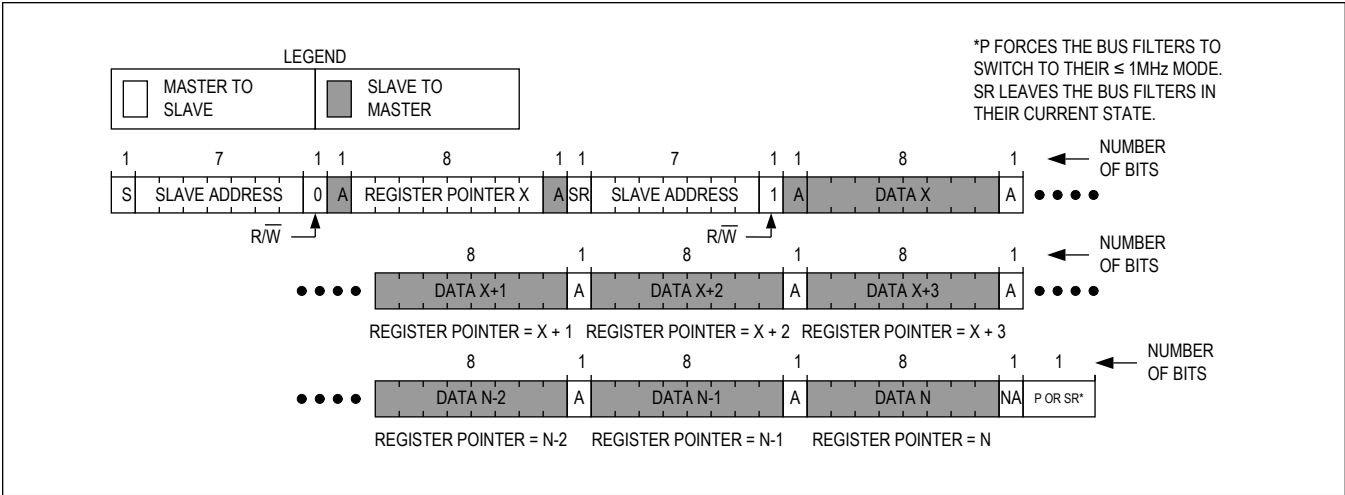 LEGEND
MASTER TO
SLAVE
SLAVE TO
MASTER
*P FORCES THE BUS FILTERS TO
SWITCH TO THEIR ≤ 1MHz MODE.
SR LEAVES THE BUS FILTERS IN
THEIR CURRENT STATE.
1 7 1 1 8 1 1 7 1 1 8 1 NUMBER
OF BITS
S SLAVE ADDRESS 0 A REGISTER POINTER X A SR SLAVE ADDRESS 1 A DATA X A
R/W̅ R/W̅
8 1 8 1 8 1 NUMBER
OF BITS
DATA X+1 A DATA X+2 A DATA X+3 A
REGISTER POINTER = X + 1 REGISTER POINTER = X + 2 REGISTER POINTER = X + 3
8 1 8 1 8 1 1 NUMBER
OF BITS
DATA N-2 A DATA N-1 A DATA N NA P OR SR*
REGISTER POINTER = N-2 REGISTER POINTER = N-1 REGISTER POINTER = N